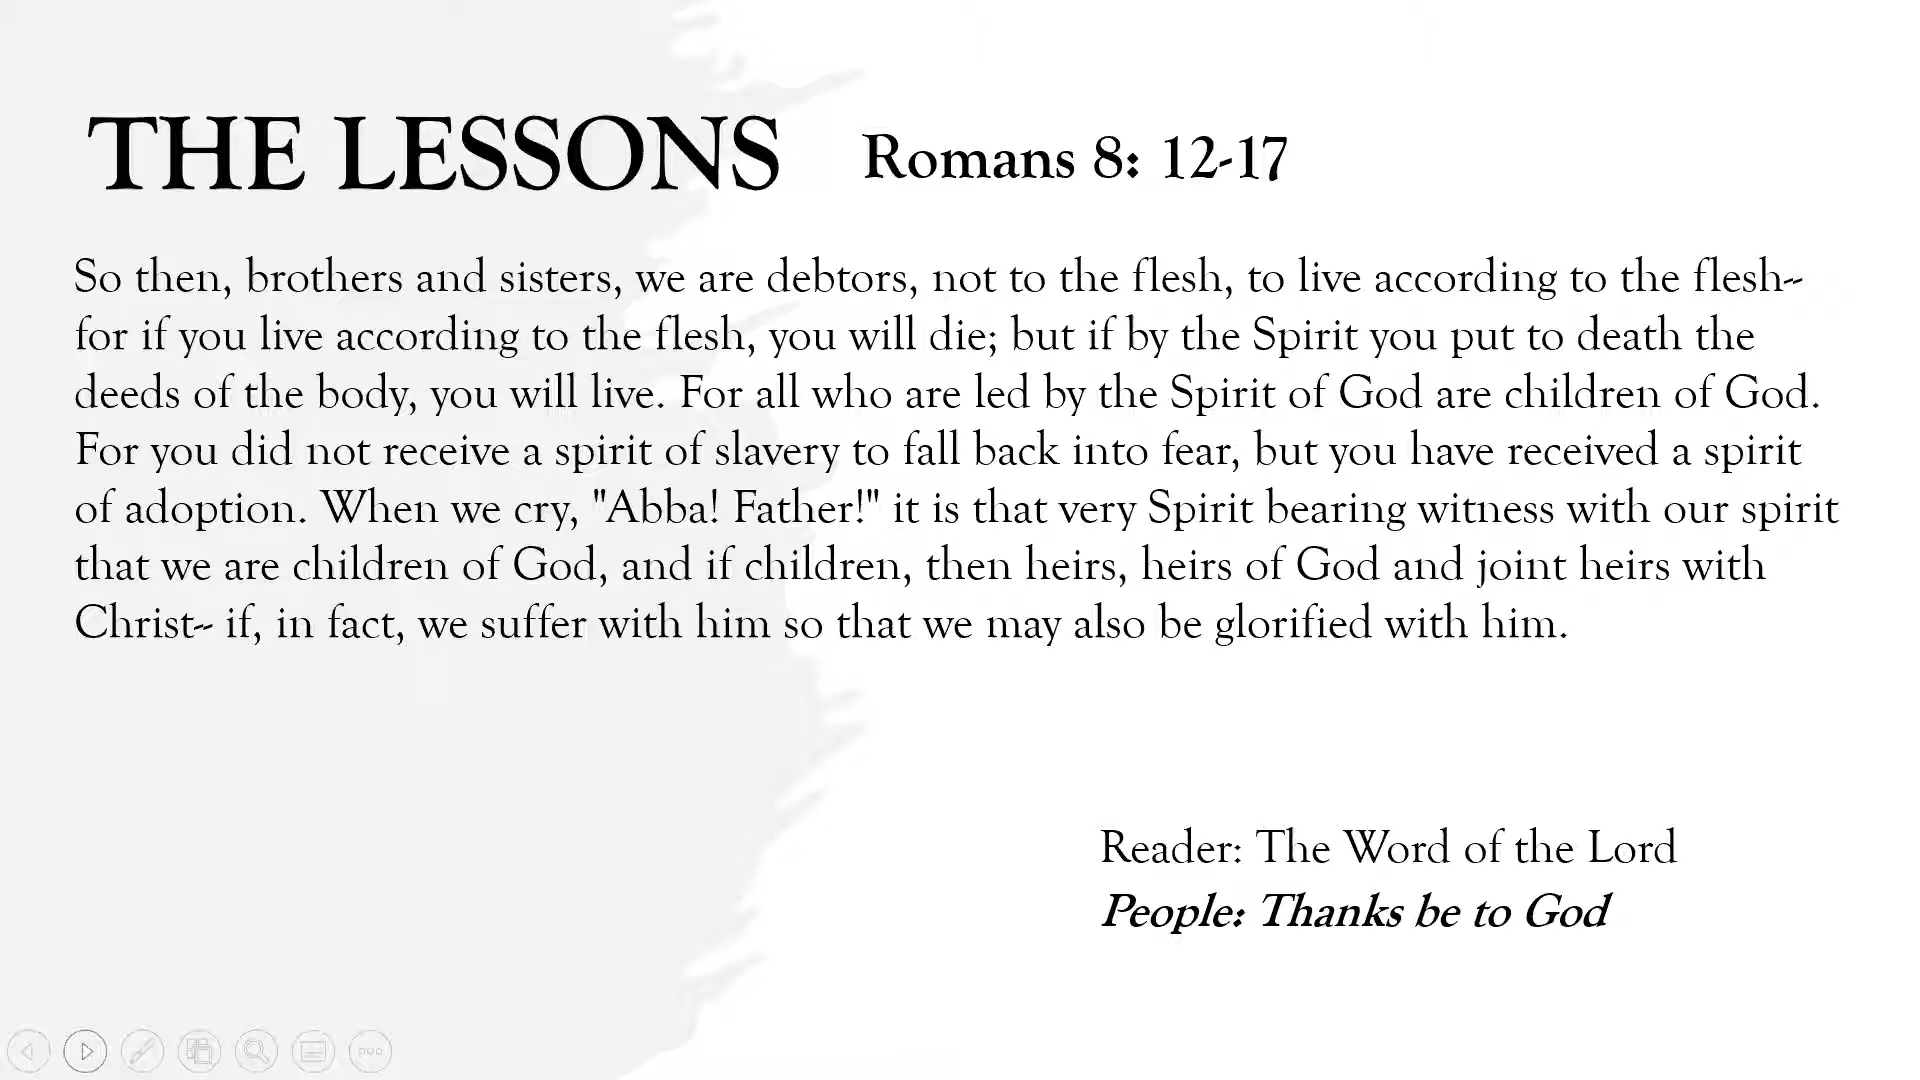 THE LESSONS Romans 8: 12-17
So then, brothers and sisters, we are debtors, not to the flesh, to live according to the flesh--
for if you live according to the flesh, you will die; but if by the Spirit you put to death the
deeds of the body, you will live. For all who are led by the Spirit of God are children of God.
For you did not receive a spirit of slavery to fall back into fear, but you have received a spirit
of adoption. When we cry, "Abba! Father!" it is that very Spirit bearing witness with our spirit
that we are children of God, and if children, then heirs, heirs of God and joint heirs with
Christ-- if, in fact, we suffer with him so that we may also be glorified with him.
Reader: The Word of the Lord
People: Thanks be to God